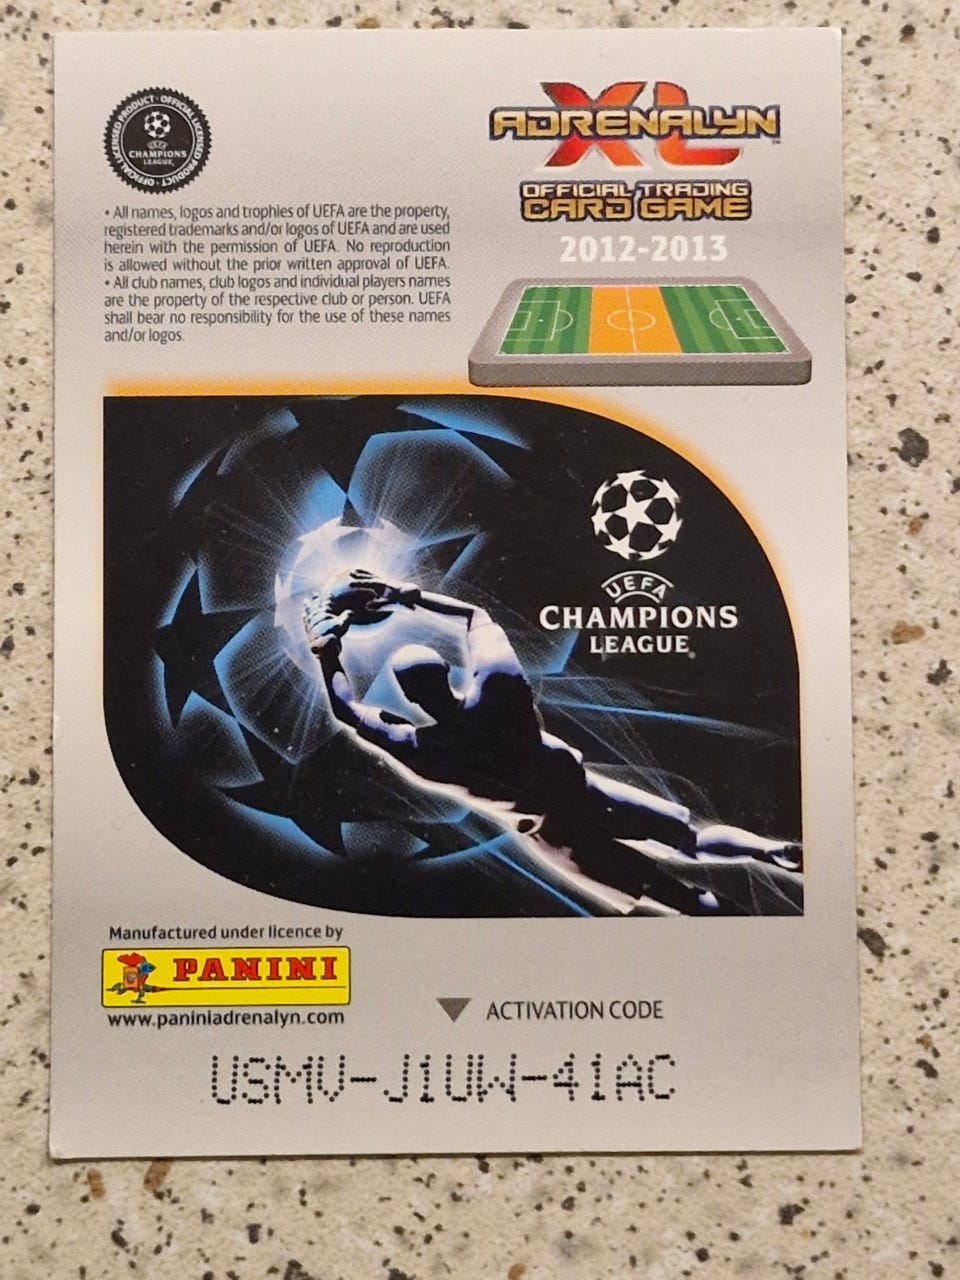 OFFICIAL LICENSED PRODUCT · OFFICIAL LICENSED PRODUCT ·
UEFA
CHAMPIONS
LEAGUE
XL
ADRENALYN
™
OFFICIAL TRADING
CARD GAME
2012-2013
• All names, logos and trophies of UEFA are the property,
registered trademarks and/or logos of UEFA and are used
herein with the permission of UEFA. No reproduction
is allowed without the prior written approval of UEFA.
• All club names, club logos and individual players names
are the property of the respective club or person. UEFA
shall bear no responsibility for the use of these names
and/or logos.
UEFA
CHAMPIONS
LEAGUE®
Manufactured under licence by
PANINI
www.paniniadrenalyn.com
ACTIVATION CODE
USMV-J1UW-41AC